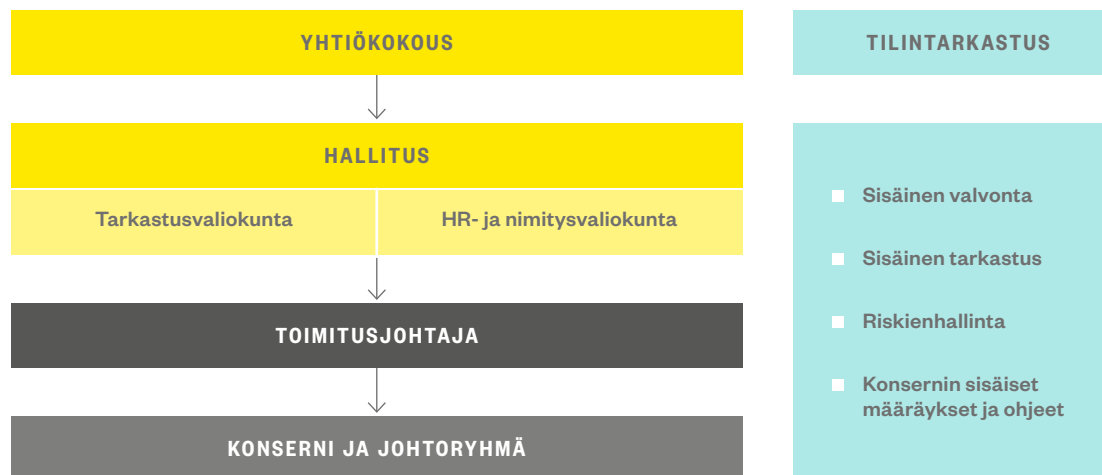 YHTIÖKOKOUS
HALLITUS
Tarkastusvaliokunta
HR- ja nimitysvaliokunta
TOIMITUSJOHTAJA
KONSERNI JA JOHTORYHMÄ
TILINTARKASTUS
Sisäinen valvonta
Sisäinen tarkastus
Riskienhallinta
Konsernin sisäiset
määräykset ja ohjeet